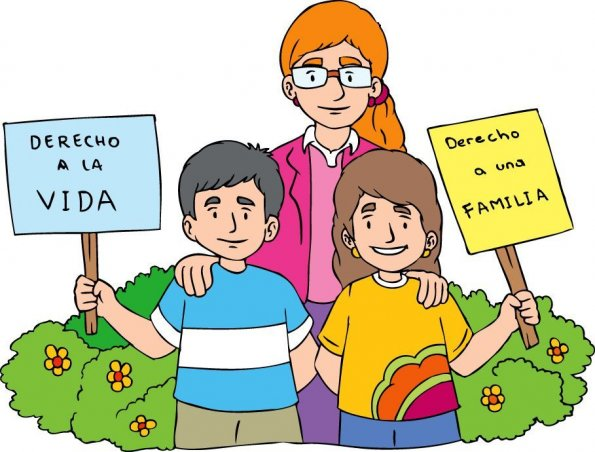 DERECHO
A LA
VIDA
Derecho
a una
FAMILIA